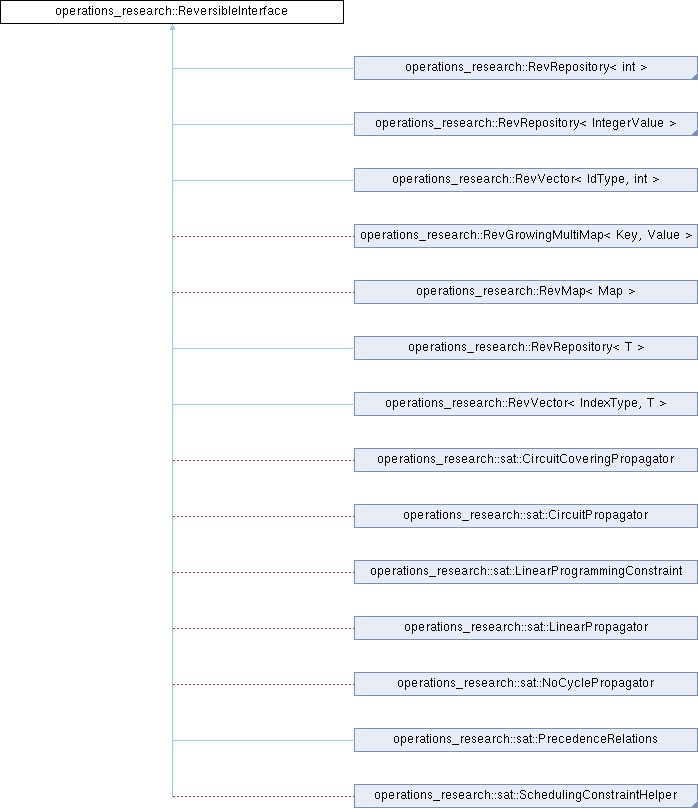 operations_research::ReversibleInterface
operations_research::RevRepository< int >
operations_research::RevRepository< IntegerValue >
operations_research::RevVector< IdType, int >
operations_research::RevGrowingMultiMap< Key, Value >
operations_research::RevMap< Map >
operations_research::RevRepository< T >
operations_research::RevVector< IndexType, T >
operations_research::sat::CircuitCoveringPropagator
operations_research::sat::CircuitPropagator
operations_research::sat::LinearProgrammingConstraint
operations_research::sat::LinearPropagator
operations_research::sat::NoCyclePropagator
operations_research::sat::PrecedenceRelations
operations_research::sat::SchedulingConstraintHelper